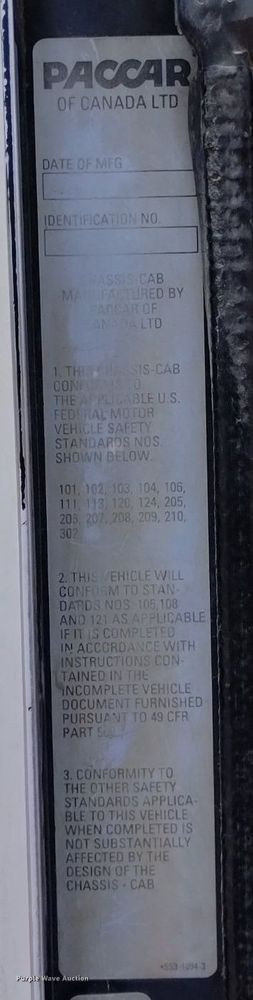 PACCAR
OF CANADA LTD
DATE OF MFG
IDENTIFICATION NO.
CHASSIS-CAB
MANUFACTURED BY
PACCAR OF
CANADA LTD
1. THIS CHASSIS-CAB
CONFORMS TO
THE APPLICABLE U.S.
FEDERAL MOTOR
VEHICLE SAFETY
STANDARDS NOS.
SHOWN BELOW.
101, 102, 103, 104, 106,
111, 113, 120, 124, 205,
206, 207, 208, 209, 210,
302
2. THIS VEHICLE WILL
CONFORM TO STAN-
DARDS NOS. 105,108
AND 121 AS APPLICABLE
IF IT IS COMPLETED
IN ACCORDANCE WITH
INSTRUCTIONS CON-
TAINED IN THE
INCOMPLETE VEHICLE
DOCUMENT FURNISHED
PURSUANT TO 49 CFR
PART
3. CONFORMITY TO
THE OTHER SAFETY
STANDARDS APPLICA-
BLE TO THIS VEHICLE
WHEN COMPLETED IS
NOT SUBSTANTIALLY
AFFECTED BY THE
DESIGN OF THE
CHASSIS - CAB
Purple Wave Auction